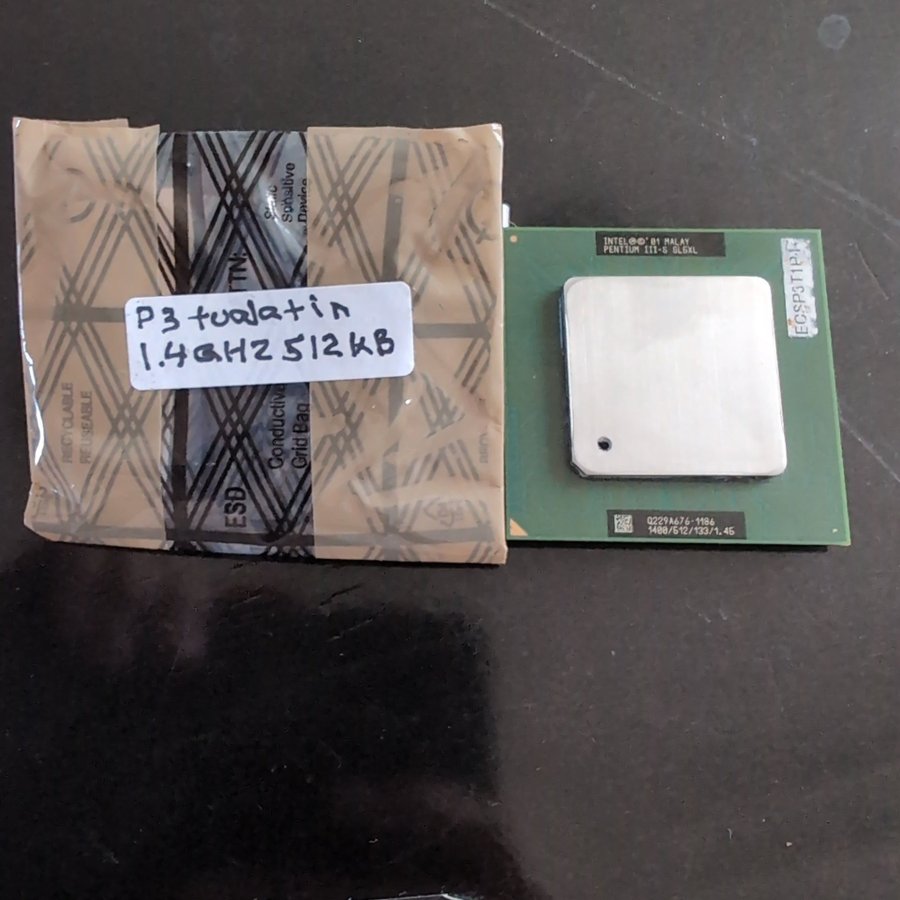 Static
Sensitive
Device
ATTN:
P3 tualatin
1.4GHZ 512KB
RECYCLABLE
REUSEABLE
Conductive
Grid Bag
ESD
INTEL Ⓜ©'01 MALAY
PENTIUM III-S SL6XL
ECSP3T1P4
Q229A676-1186
1400/512/133/1.45